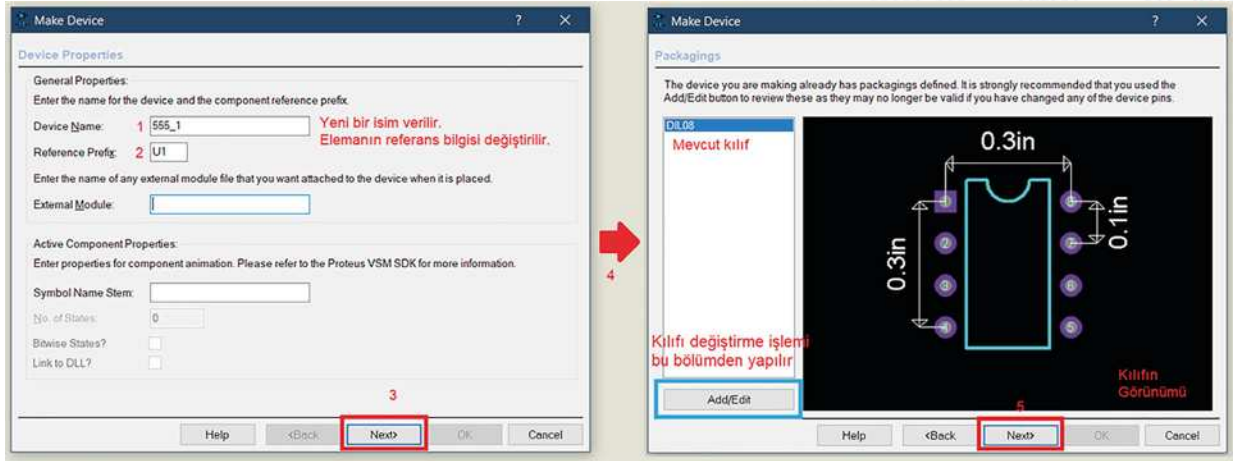 Make Device
?
×
Device Properties
General Properties:
Enter the name for the device and the component reference prefix.
Device Name: 1 555_1
Reference Prefix: 2 U1
Yeni bir isim verilir.
Elemanın referans bilgisi değiştirilir.
Enter the name of any external module file that you want attached to the device when it is placed.
External Module:
Active Component Properties:
Enter properties for component animation. Please refer to the Proteus VSM SDK for more information.
Symbol Name Stem:
No. of States: 0
Bitwise States?
Link to DLL?
3
Help <Back Next> OK Cancel
4
Make Device
?
×
Packagings
The device you are making already has packagings defined. It is strongly recommended that you used the
Add/Edit button to review these as they may no longer be valid if you have changed any of the device pins.
DIL08
Mevcut kılıf
0.3in
0.1in
0.3in
1 8
2 7
3 6
4 5
Kılıfı değiştirme işlemi
bu bölümden yapılır
Kılıfın
Görünümü
Add/Edit
5
Help <Back Next> OK Cancel